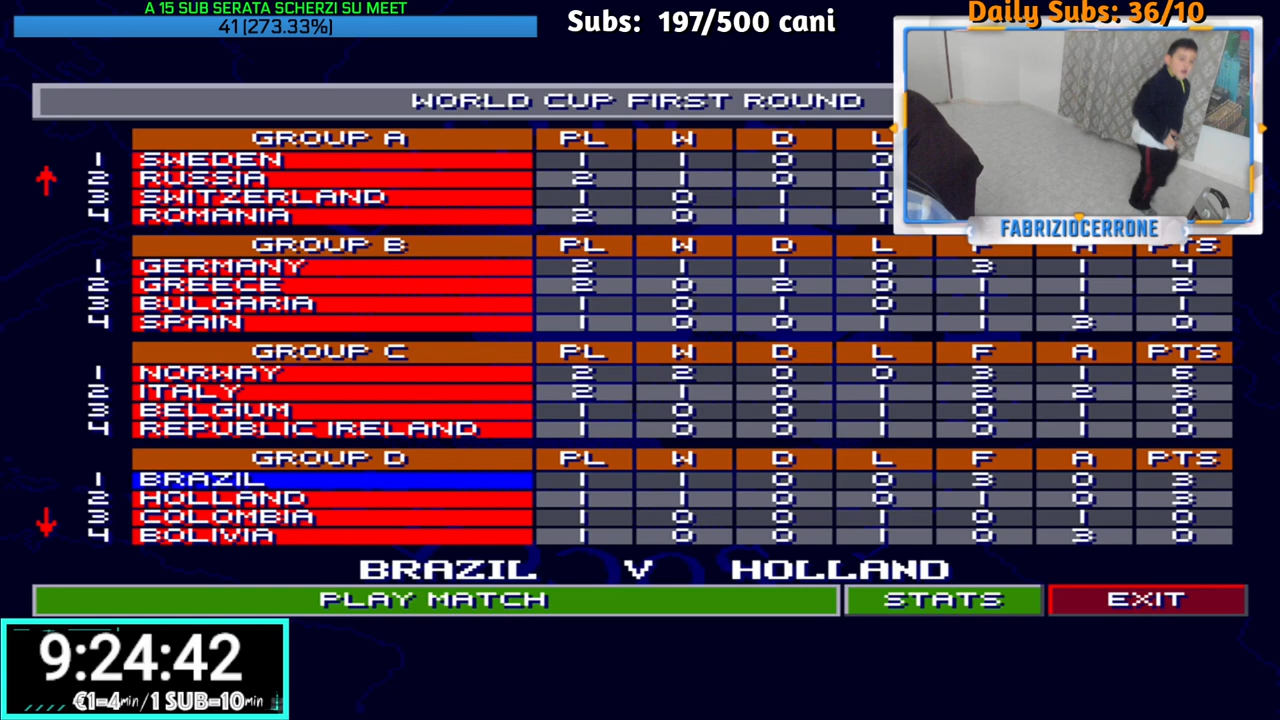 A 15 SUB SERATA SCHERZI SU MEET
41 (273.33%)
Subs: 197/500 cani
Daily Subs: 36/10
FABRIZIOCERRONE
WORLD CUP FIRST ROUND
GROUP A PL W D L
1 SWEDEN 1 1 0 0
2 RUSSIA 2 1 0 1
3 SWITZERLAND 1 0 1 0
4 ROMANIA 2 0 1 1
GROUP B PL W D L F A PTS
1 GERMANY 2 1 1 0 3 1 4
2 GREECE 2 0 2 0 1 1 2
3 BULGARIA 1 0 1 0 1 1 1
4 SPAIN 1 0 0 1 1 3 0
GROUP C PL W D L F A PTS
1 NORWAY 2 2 0 0 3 1 6
2 ITALY 2 1 0 1 2 2 3
3 BELGIUM 1 0 0 1 0 1 0
4 REPUBLIC IRELAND 1 0 0 1 0 1 0
GROUP D PL W D L F A PTS
1 BRAZIL 1 1 0 0 3 0 3
2 HOLLAND 1 1 0 0 1 0 3
3 COLOMBIA 1 0 0 1 0 1 0
4 BOLIVIA 1 0 0 1 0 3 0
BRAZIL V HOLLAND
PLAY MATCH STATS EXIT
9:24:42
€1=4min/1 SUB=10min